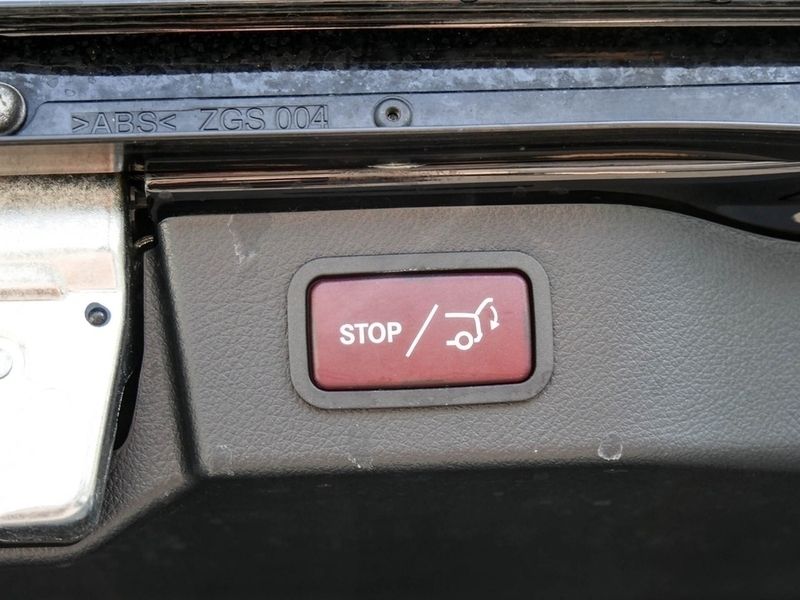 >ABS< ZGS 004
STOP /